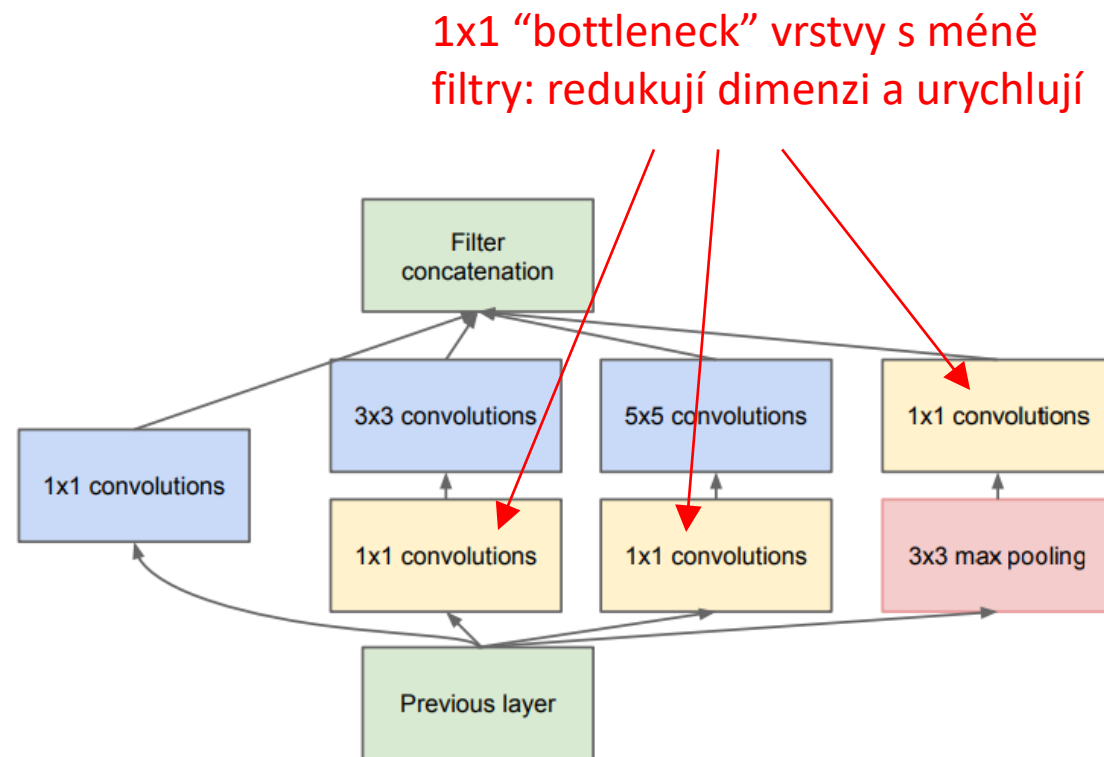 1x1 “bottleneck” vrstvy s méně
filtry: redukují dimenzi a urychlují
Filter
concatenation
3x3 convolutions
5x5 convolutions
1x1 convolutions
1x1 convolutions
1x1 convolutions
1x1 convolutions
3x3 max pooling
Previous layer